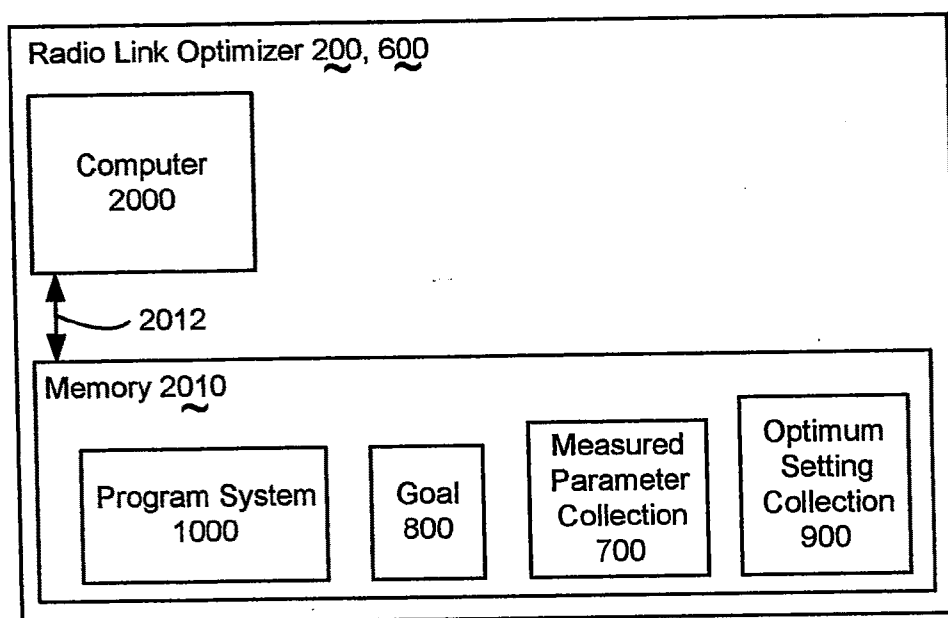 Radio Link Optimizer 200, 600
Computer
2000
2012
Memory 2010
Program System
1000
Goal
800
Measured
Parameter
Collection
700
Optimum
Setting
Collection
900